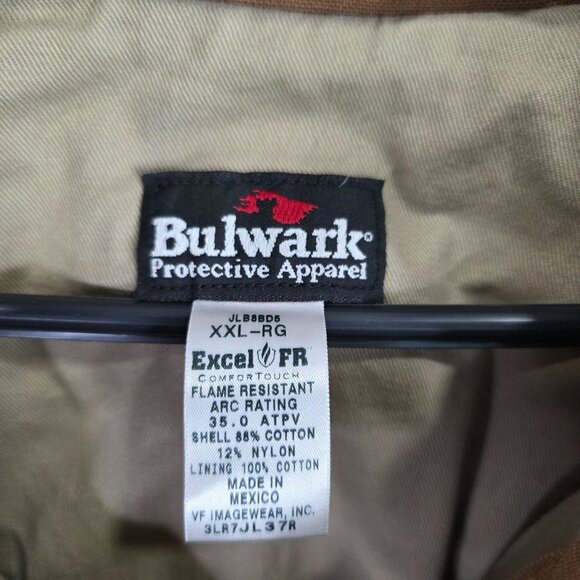 Bulwark®
Protective Apparel
JLB8BD5
XXL-RG
Excel FR
COMFORTOUCH
FLAME RESISTANT
ARC RATING
35.0 ATPV
SHELL 88% COTTON
12% NYLON
LINING 100% COTTON
MADE IN
MEXICO
VF IMAGEWEAR, INC.
3LR7JL37R